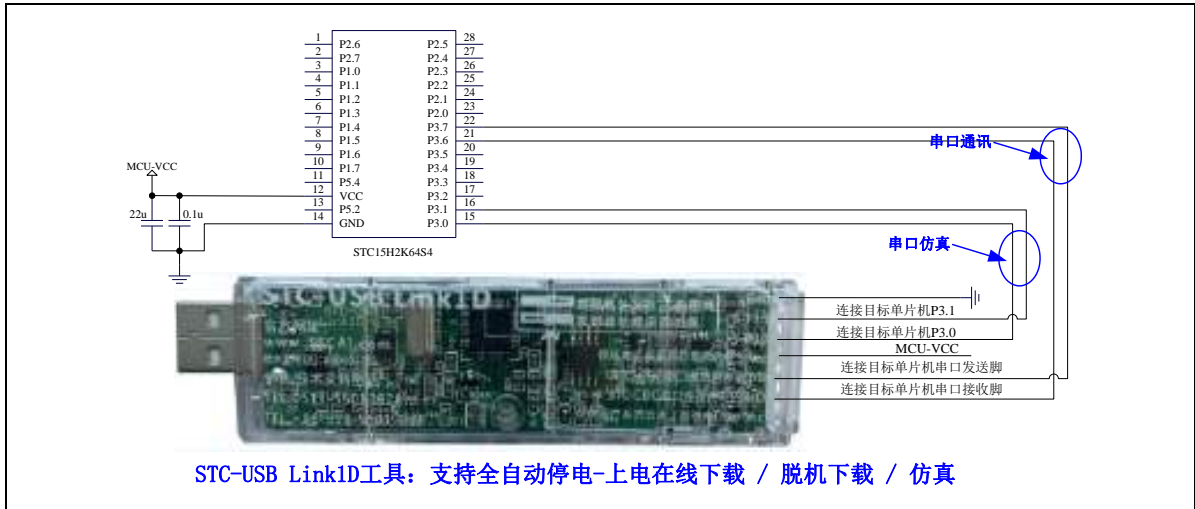 1 P2.6 P2.5 28
2 P2.7 P2.4 27
3 P1.0 P2.3 26
4 P1.1 P2.2 25
5 P1.2 P2.1 24
6 P1.3 P2.0 23
7 P1.4 P3.7 22
8 P1.5 P3.6 21
9 P1.6 P3.5 20
10 P1.7 P3.4 19
11 P5.4 P3.3 18
12 VCC P3.2 17
13 P5.2 P3.1 16
14 GND P3.0 15
STC15H2K64S4
MCU-VCC
22u 0.1u
串口通讯
串口仿真
STC-USB Link1D
连接目标单片机P3.1
连接目标单片机P3.0
MCU-VCC
连接目标单片机串口发送脚
连接目标单片机串口接收脚
STC-USB Link1D工具：支持全自动停电-上电在线下载 / 脱机下载 / 仿真